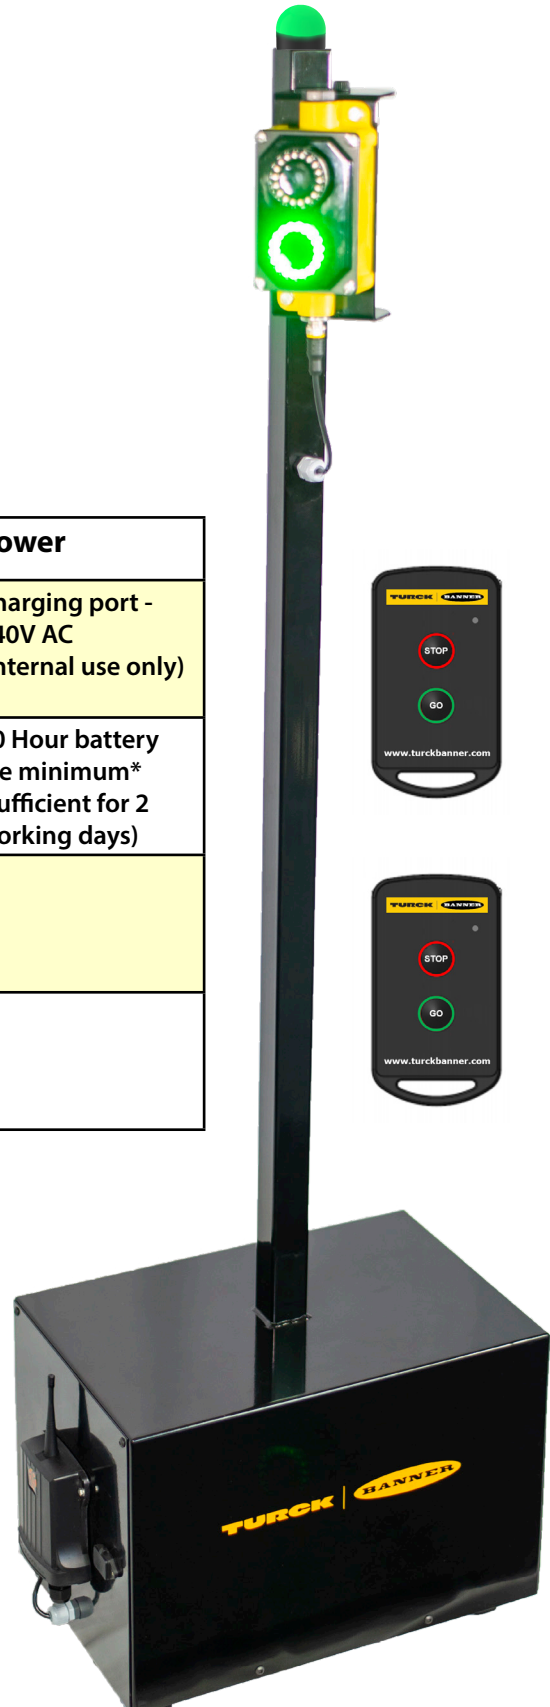 ower
harging port -
40V AC
nternal use only)
0 Hour battery
e minimum*
ufficient for 2
orking days)
TURCK BANNER
STOP
GO
www.turckbanner.com
TURCK BANNER
STOP
GO
www.turckbanner.com
TURCK BANNER